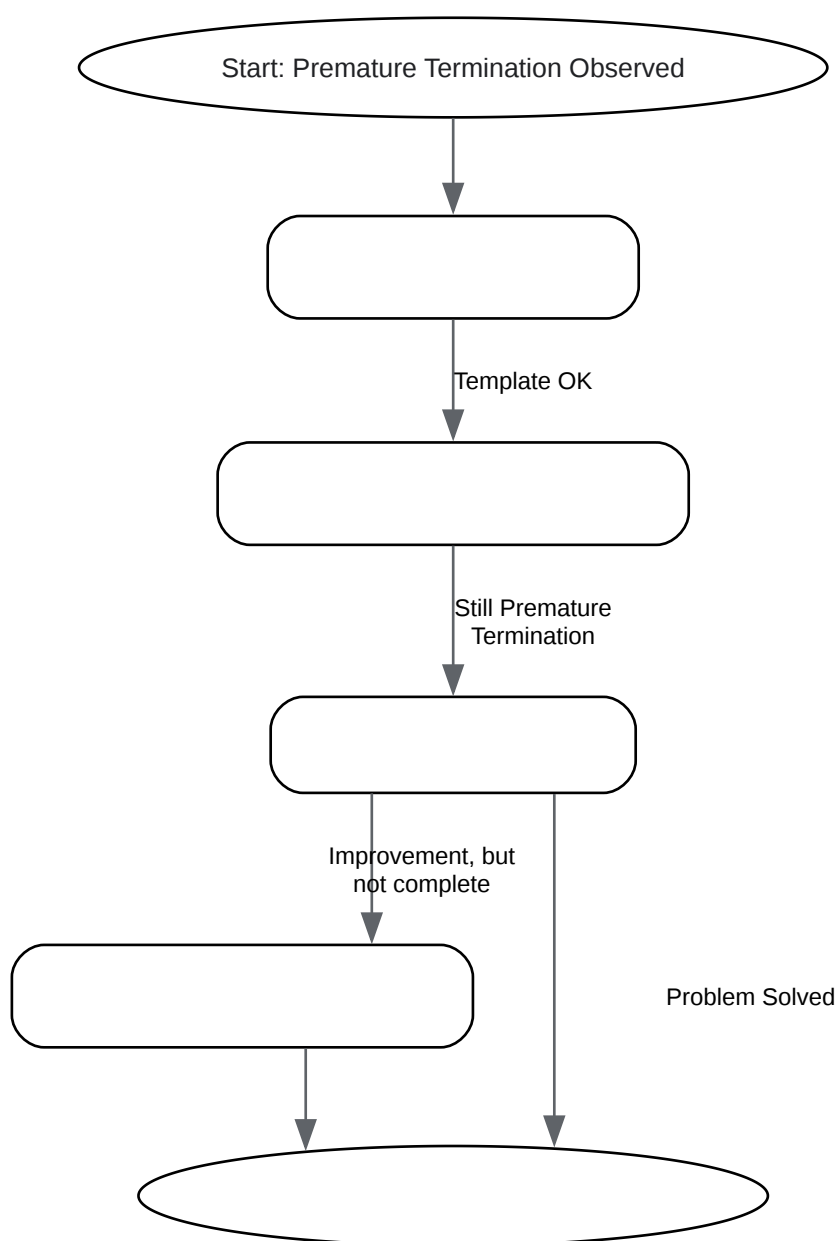 Start: Premature Termination Observed
Template OK
Still Premature
Termination
Improvement, but
not complete
Problem Solved